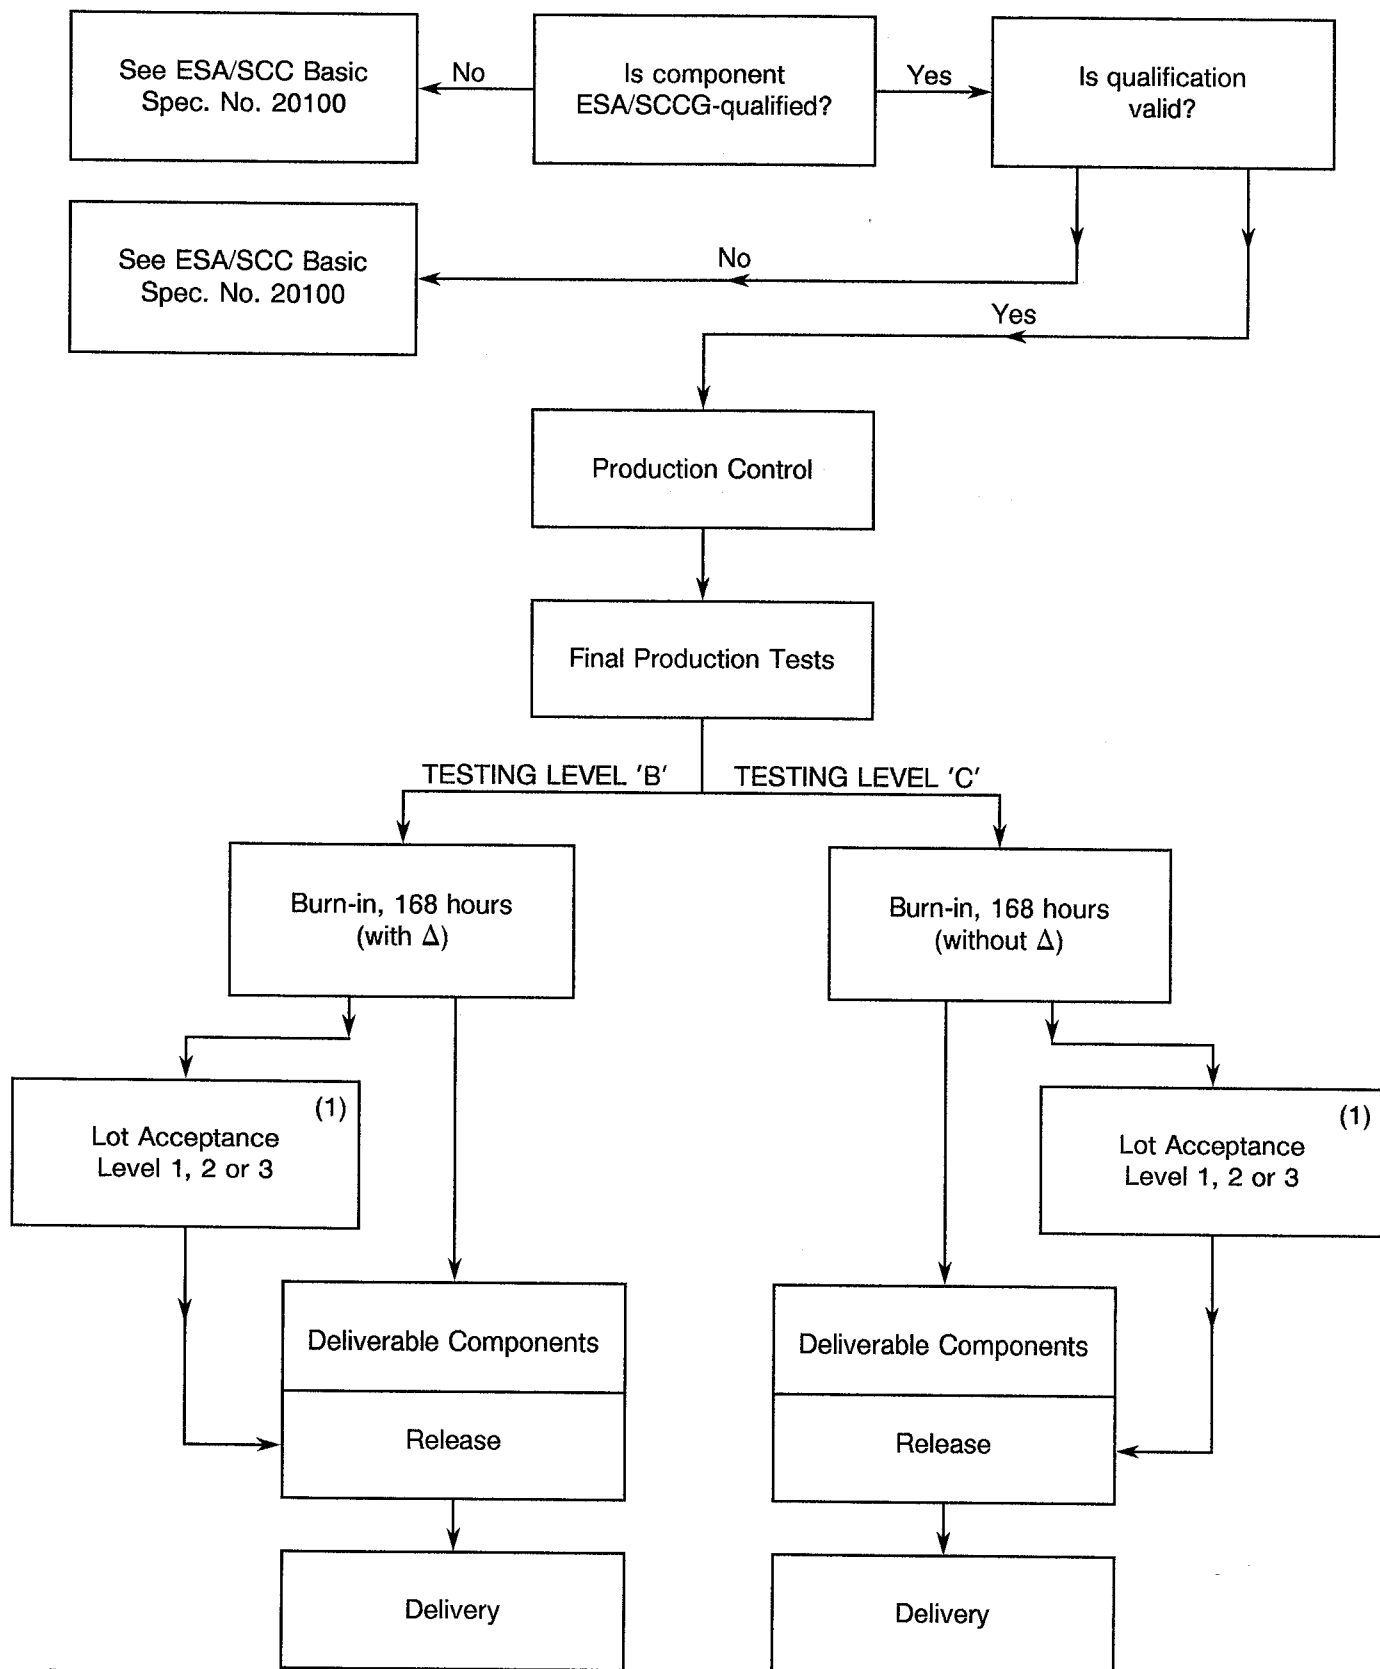 See ESA/SCC Basic
Spec. No. 20100
No
Is component
ESA/SCCG-qualified?
Yes
Is qualification
valid?
See ESA/SCC Basic
Spec. No. 20100
No
Yes
Production Control
Final Production Tests
TESTING LEVEL 'B'
TESTING LEVEL 'C'
Burn-in, 168 hours
(with Δ)
Burn-in, 168 hours
(without Δ)
(1)
Lot Acceptance
Level 1, 2 or 3
(1)
Lot Acceptance
Level 1, 2 or 3
Deliverable Components
Release
Deliverable Components
Release
Delivery
Delivery